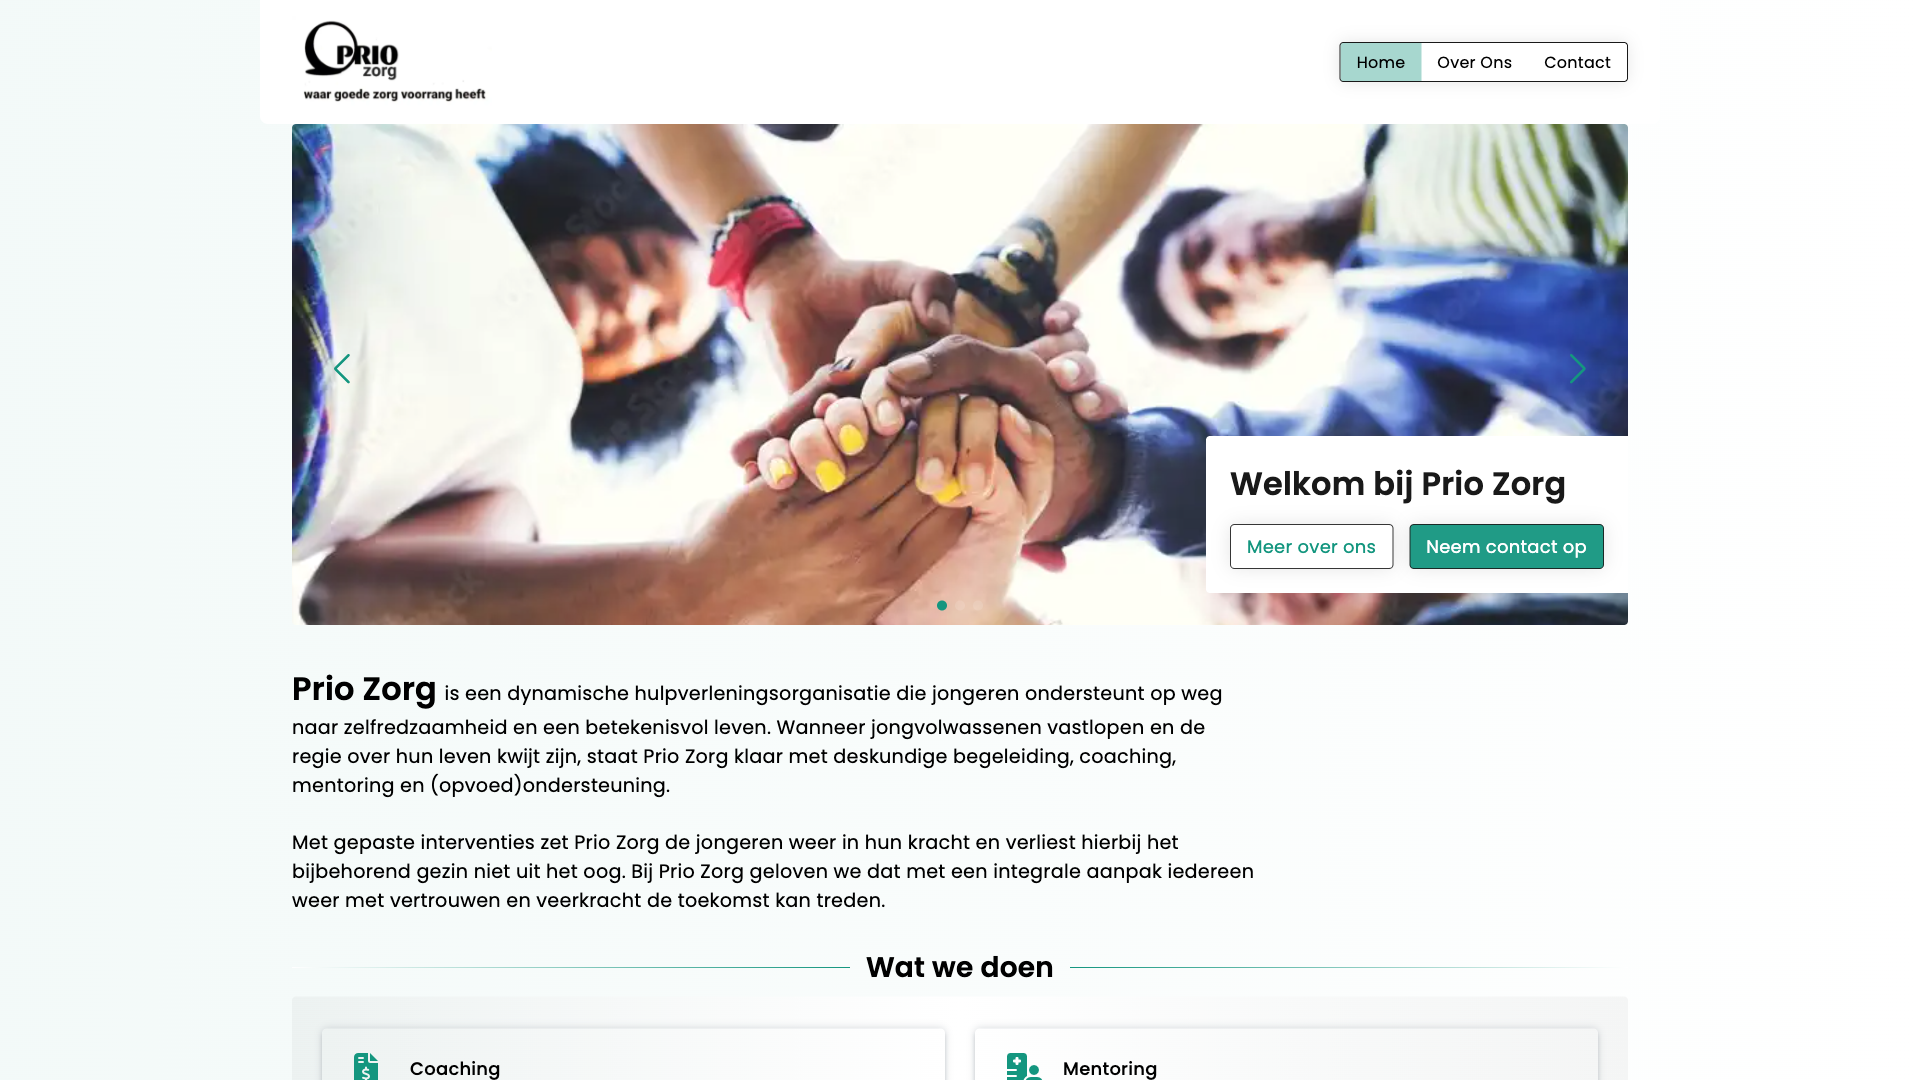 PRIO
zorg
waar goede zorg voorrang heeft
Home
Over Ons
Contact
Welkom bij Prio Zorg
Meer over ons
Neem contact op
Prio Zorg is een dynamische hulpverleningsorganisatie die jongeren ondersteunt op weg
naar zelfredzaamheid en een betekenisvol leven. Wanneer jongvolwassenen vastlopen en de
regie over hun leven kwijt zijn, staat Prio Zorg klaar met deskundige begeleiding, coaching,
mentoring en (opvoed)ondersteuning.
Met gepaste interventies zet Prio Zorg de jongeren weer in hun kracht en verliest hierbij het
bijbehorend gezin niet uit het oog. Bij Prio Zorg geloven we dat met een integrale aanpak iedereen
weer met vertrouwen en veerkracht de toekomst kan treden.
Wat we doen
Coaching
Mentoring